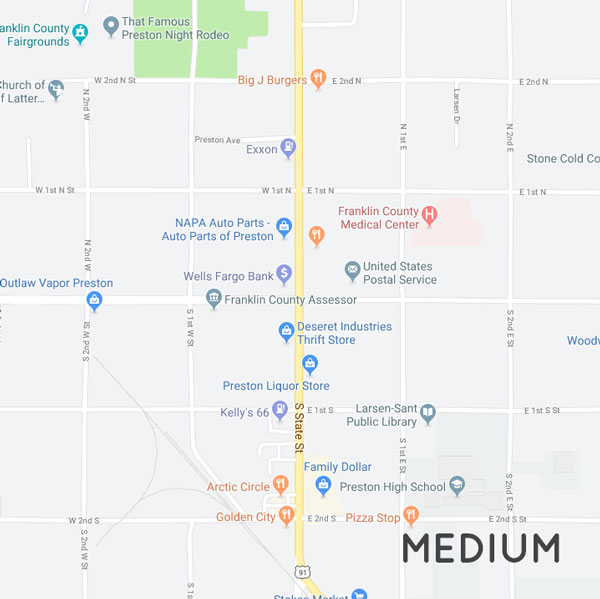 That Famous
Preston Night Rodeo
anklin County
Fairgrounds
W 2nd N St
Big J Burgers
E 2nd N
Church of
f Latter...
N 2nd W
Larsen Dr
Preston Ave
Exxon
N 1st E
N 2nd E
Stone Cold Co
W 1st N St
W 1st N
E 1st N
E 1st N
NAPA Auto Parts -
Auto Parts of Preston
Franklin County
Medical Center
N 2nd W
Wells Fargo Bank
United States
Postal Service
Outlaw Vapor Preston
Franklin County Assessor
S 2nd W St
S 1st W St
Deseret Industries
Thrift Store
S 2nd E St
Woodw
Preston Liquor Store
Kelly's 66
S State St
E 1st S
Larsen-Sant
Public Library
E 1st S St
S 1st E St
S 2nd E St
Family Dollar
Arctic Circle
Preston High School
W 2nd S
Golden City
E 2nd S
Pizza Stop
E 2nd S St
MEDIUM
91
Stokes Market